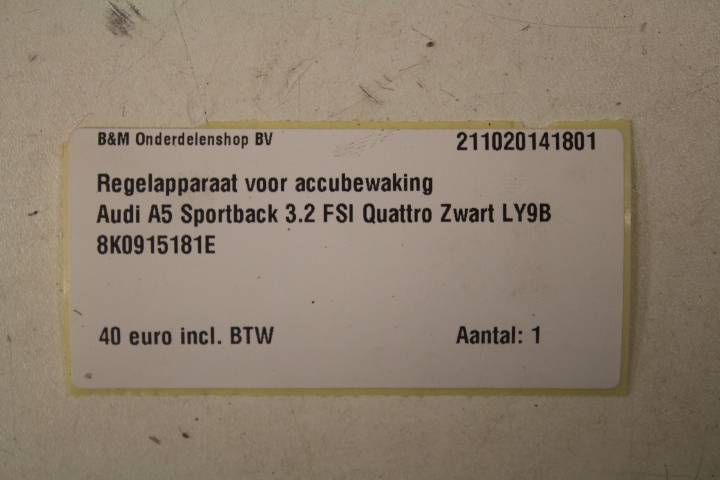 B&M Onderdelenshop BV 211020141801
Regelapparaat voor accubewaking
Audi A5 Sportback 3.2 FSI Quattro Zwart LY9B
8K0915181E
40 euro incl. BTW Aantal: 1